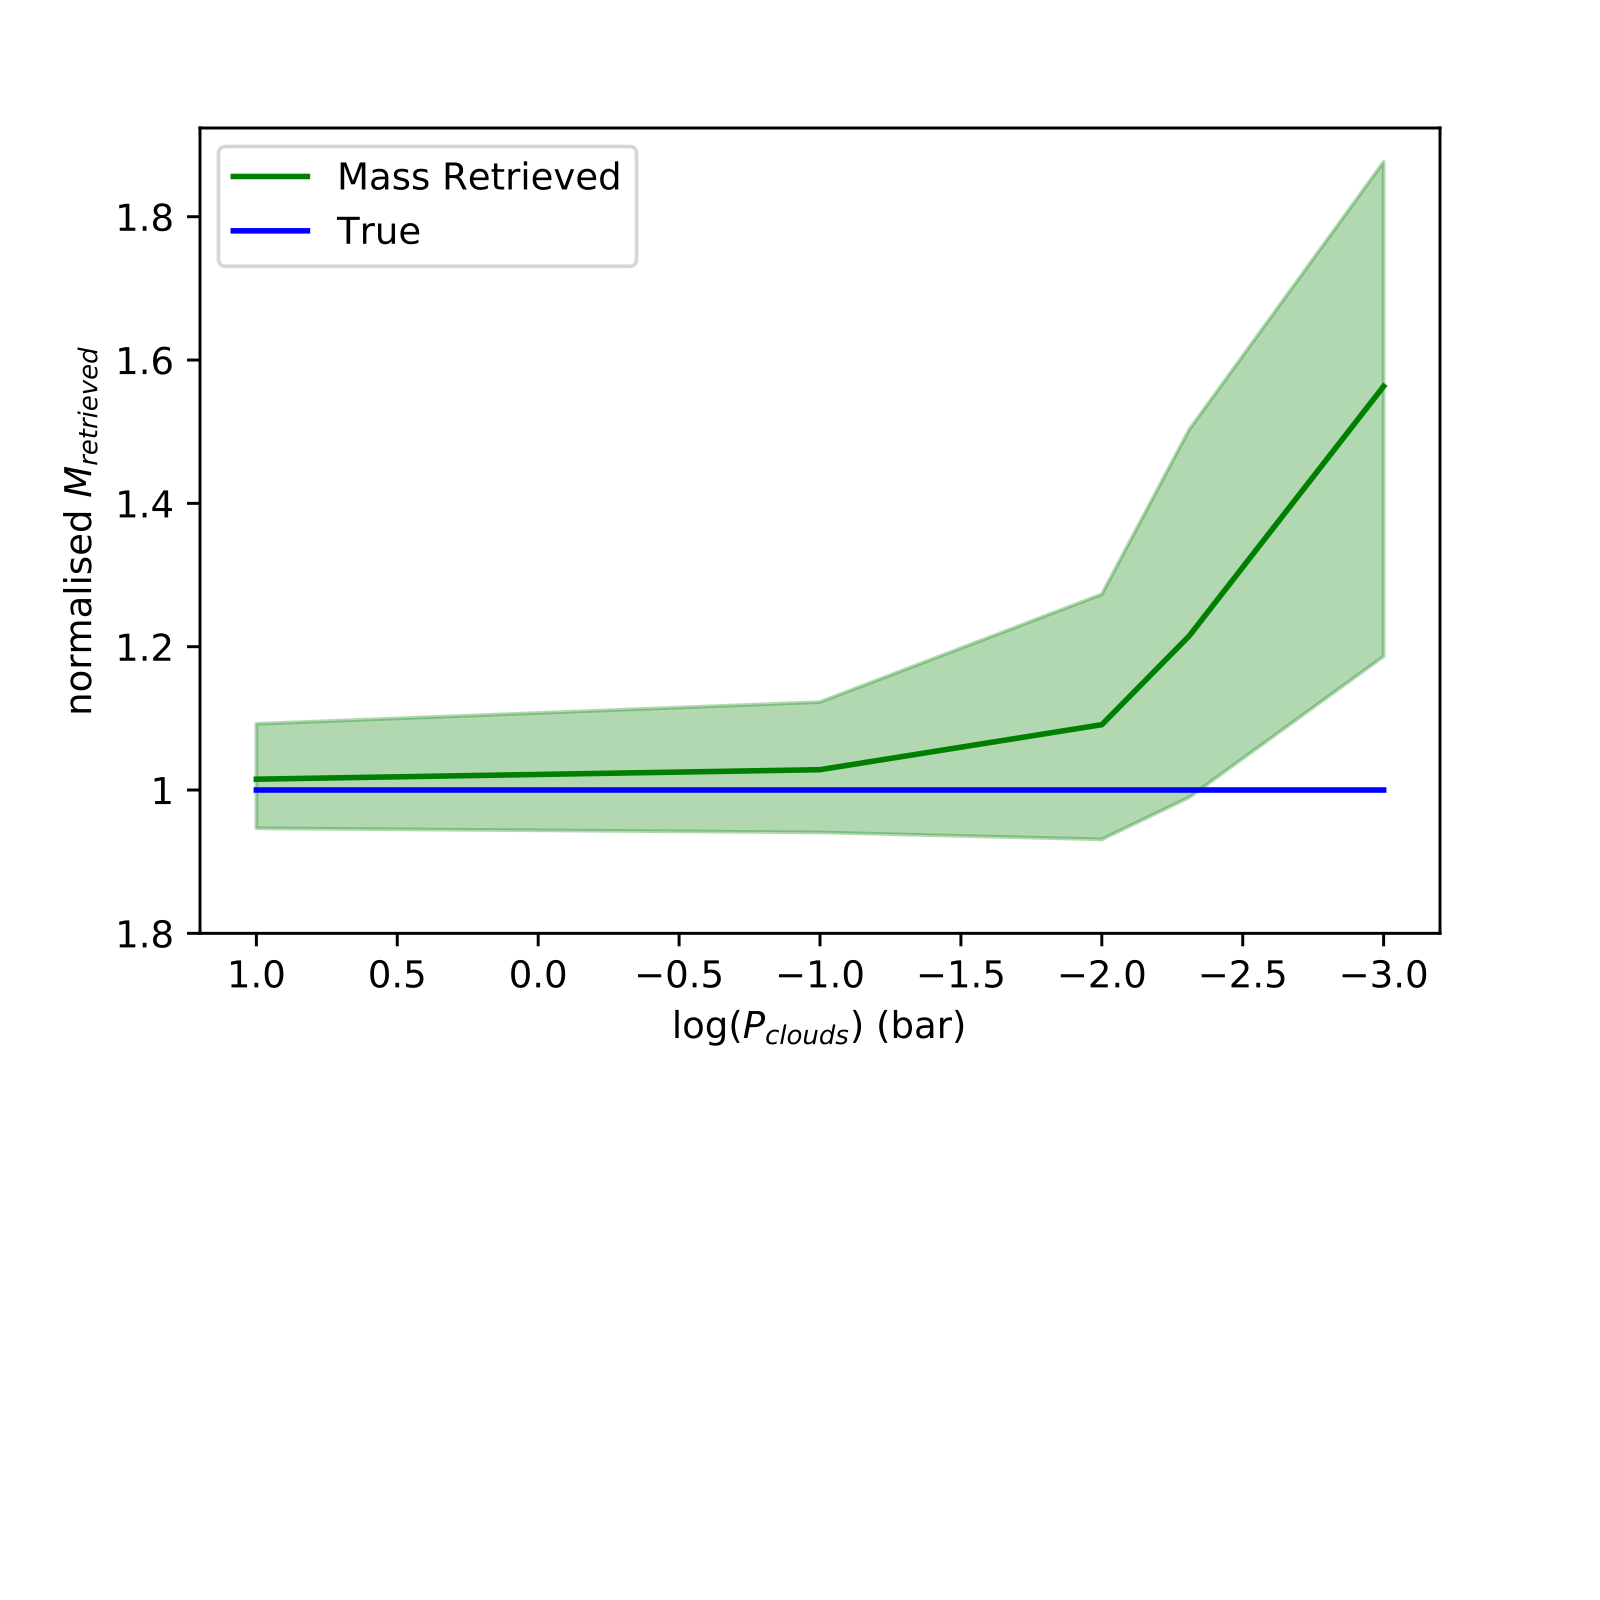 Mass Retrieved
True
normalised M_retrieved
1.8
1.6
1.4
1.2
1
1.8
1.0 0.5 0.0 −0.5 −1.0 −1.5 −2.0 −2.5 −3.0
log(P_clouds) (bar)